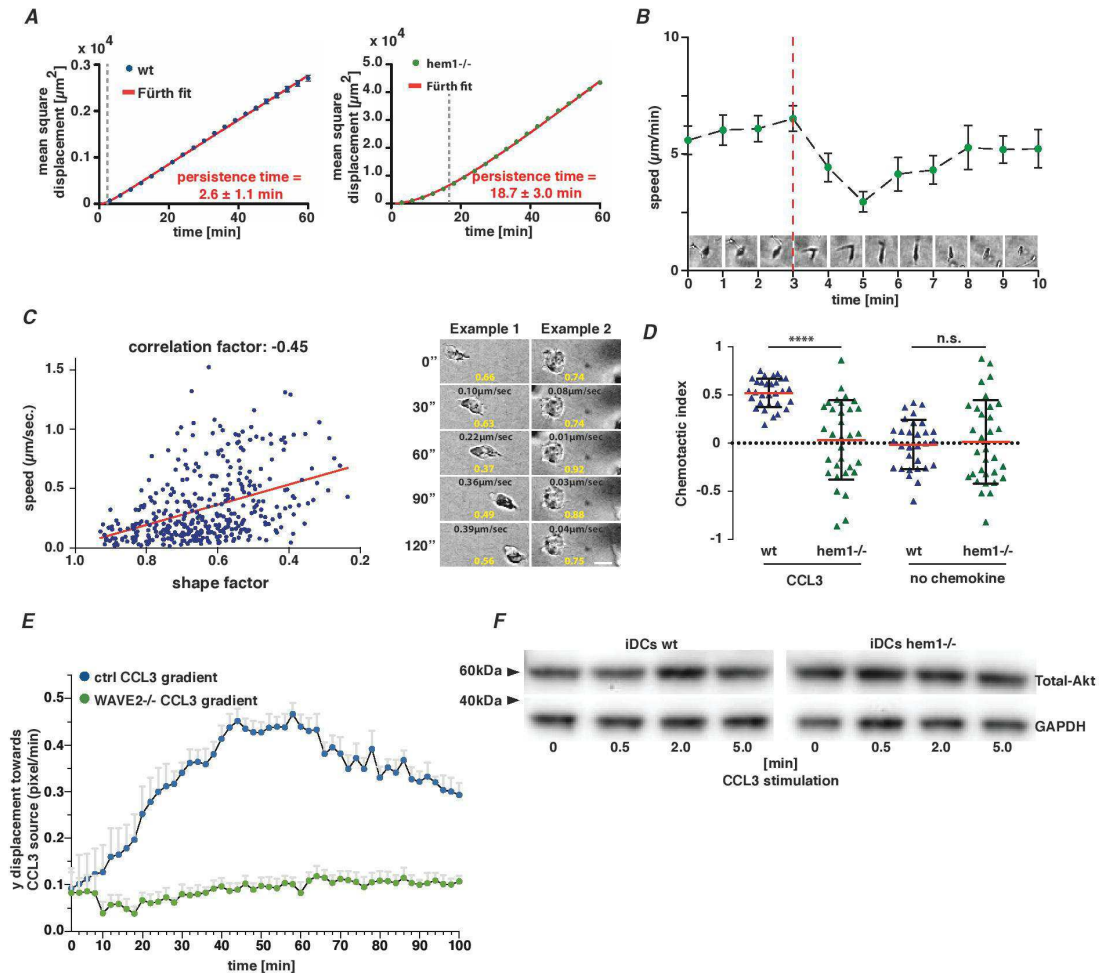 A
x 10⁴
mean square
displacement [µm²]
0.3
0.2
0.1
0
wt
Fürth fit
persistence time =
2.6 ± 1.1 min
0 20 40 60
time [min]
x 10⁴
mean square
displacement [µm²]
5.0
4.0
3.0
2.0
1.0
0
hem1-/-
Fürth fit
persistence time =
18.7 ± 3.0 min
0 20 40 60
time [min]
B
speed (µm/min)
10
5
0
0 1 2 3 4 5 6 7 8 9 10
time [min]
C
correlation factor: -0.45
speed (µm/sec.)
1.5
1.0
0.5
0.0
1.0 0.8 0.6 0.4 0.2
shape factor
Example 1 Example 2
0”
0.66 0.74
30”
0.10µm/sec 0.08µm/sec
0.63 0.74
60”
0.22µm/sec 0.01µm/sec
0.37 0.92
90”
0.36µm/sec 0.03µm/sec
0.49 0.88
120”
0.39µm/sec 0.04µm/sec
0.56 0.75
D
**** n.s.
Chemotactic index
1
0.5
0
-0.5
-1
wt hem1-/- wt hem1-/-
CCL3 no chemokine
E
ctrl CCL3 gradient
WAVE2-/- CCL3 gradient
y displacement towards
CCL3 source (pixel/min)
0.5
0.4
0.3
0.2
0.1
0.0
0 10 20 30 40 50 60 70 80 90 100
time [min]
F
iDCs wt iDCs hem1-/-
60kDa
Total-Akt
40kDa
GAPDH
0 0.5 2.0 5.0 0 0.5 2.0 5.0
[min]
CCL3 stimulation